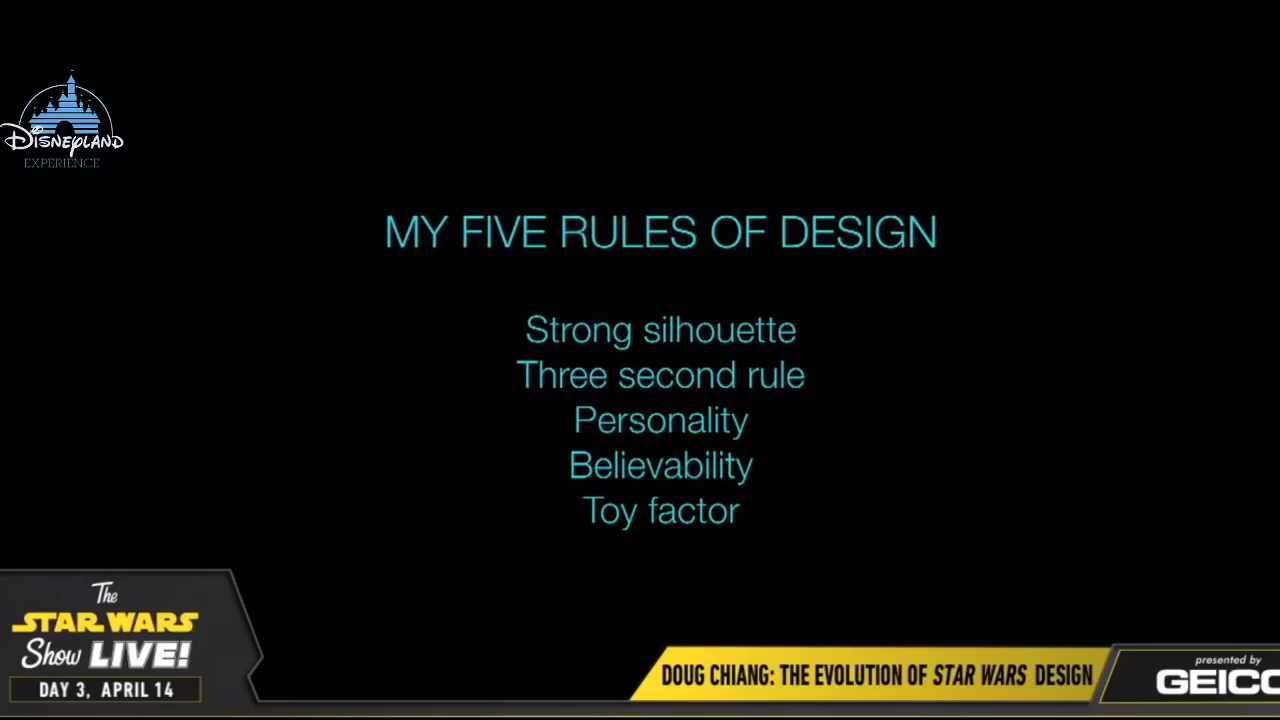 DISNEYLAND
EXPERIENCE
MY FIVE RULES OF DESIGN
Strong silhouette
Three second rule
Personality
Believability
Toy factor
The
STAR WARS
Show LIVE!
DAY 3, APRIL 14
DOUG CHIANG: THE EVOLUTION OF STAR WARS DESIGN
presented by
GEICO